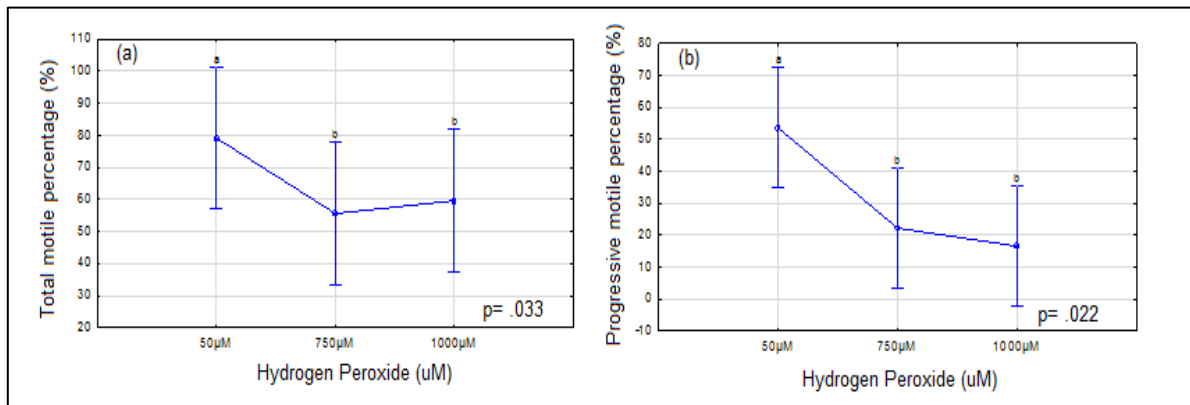 Total motile percentage (%)
110
100
90
80
70
60
50
40
30
20
(a)
a
b
b
p= .033
50µM
750µM
1000µM
Hydrogen Peroxide (uM)
Progressive motile percentage (%)
80
70
60
50
40
30
20
10
0
-10
(b)
a
b
b
p= .022
50µM
750µM
1000µM
Hydrogen Peroxide (uM)